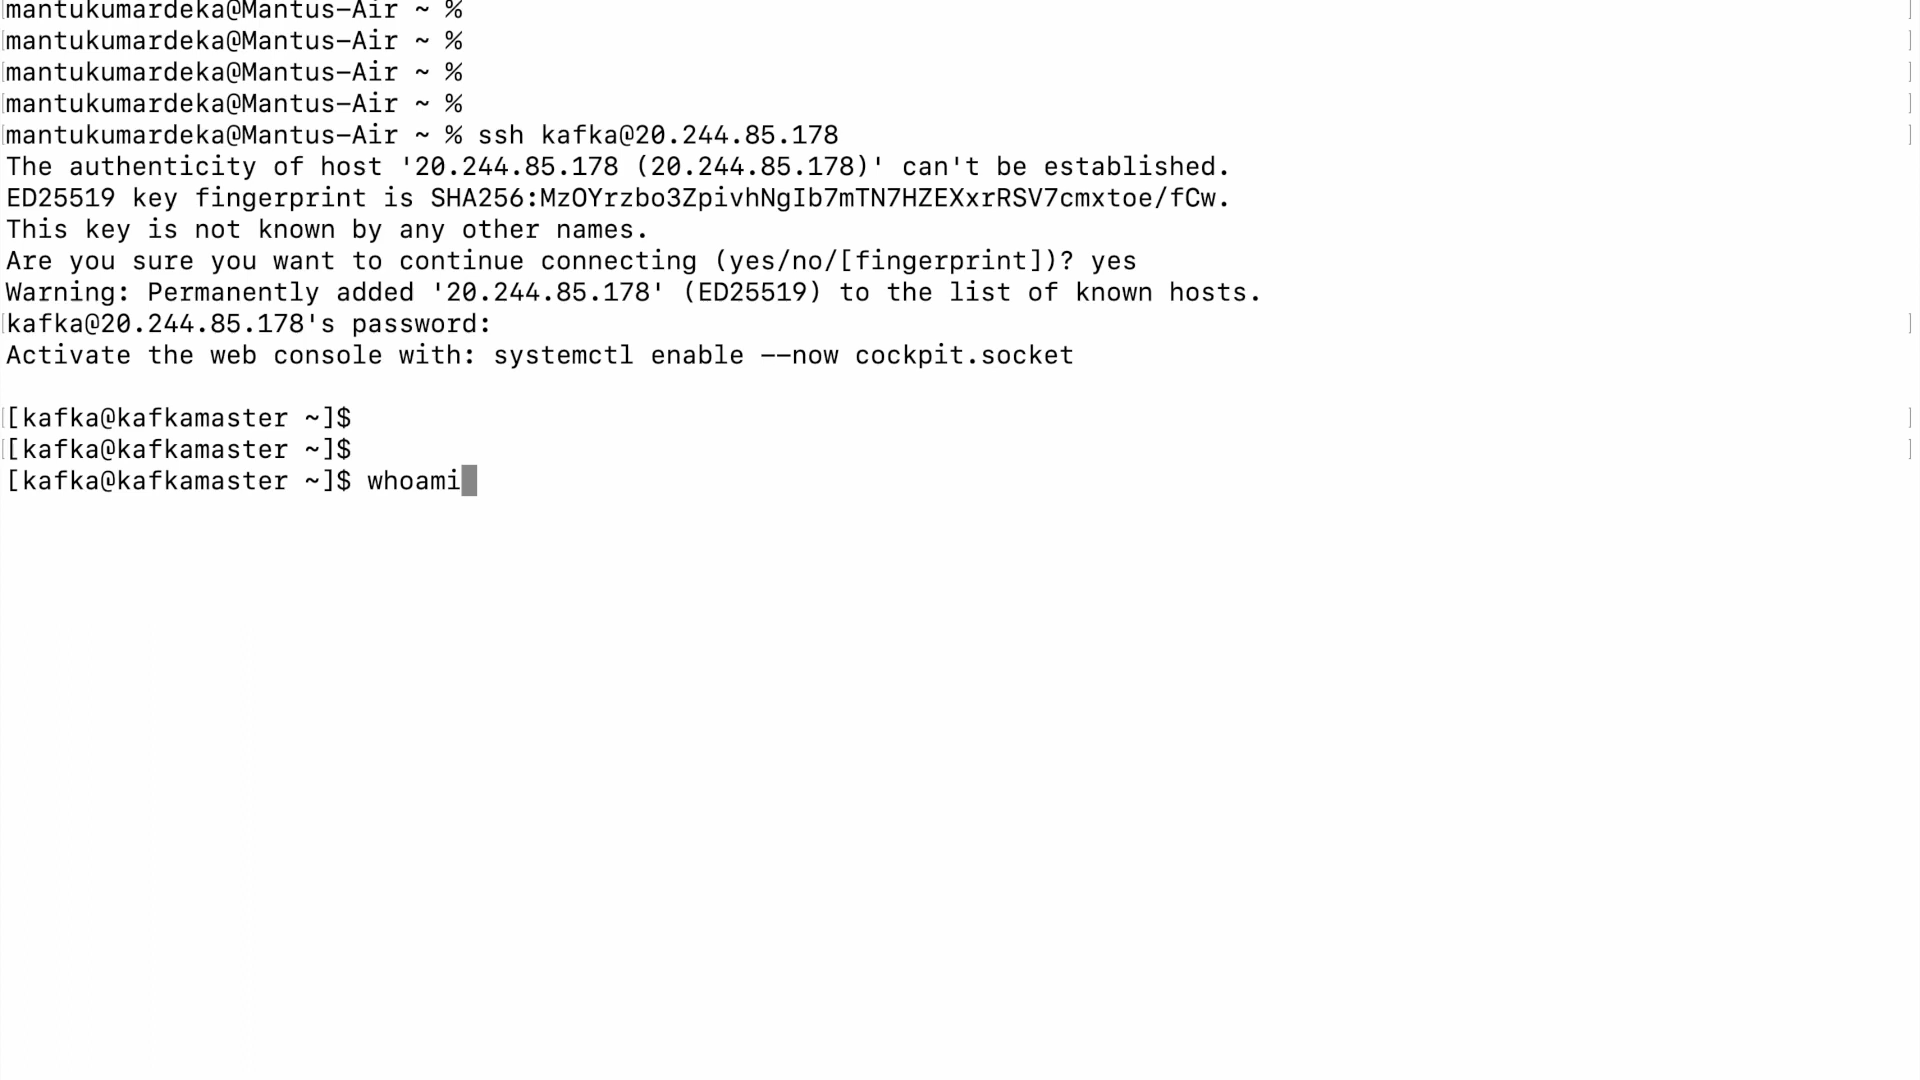 mantukumardeka@Mantus-Air ~ %
[mantukumardeka@Mantus-Air ~ % ]
[mantukumardeka@Mantus-Air ~ % ]
[mantukumardeka@Mantus-Air ~ % ]
[mantukumardeka@Mantus-Air ~ % ssh kafka@20.244.85.178 ]
The authenticity of host '20.244.85.178 (20.244.85.178)' can't be established.
ED25519 key fingerprint is SHA256:MzOYrzbo3ZpivhNgIb7mTN7HZEXxrRSV7cmxtoe/fCw.
This key is not known by any other names.
Are you sure you want to continue connecting (yes/no/[fingerprint])? yes
Warning: Permanently added '20.244.85.178' (ED25519) to the list of known hosts.
[kafka@20.244.85.178's password: ]
Activate the web console with: systemctl enable --now cockpit.socket
[[kafka@kafkamaster ~]$ ]
[[kafka@kafkamaster ~]$ ]
[kafka@kafkamaster ~]$ whoami